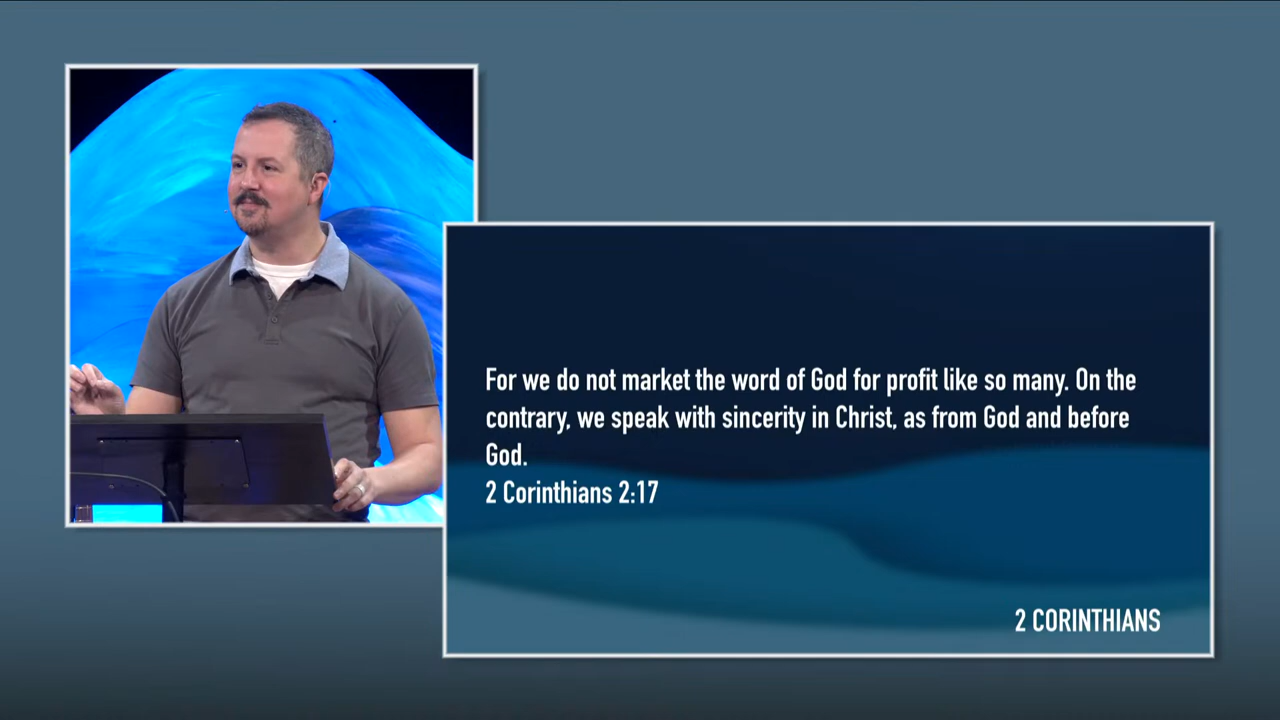 For we do not market the word of God for profit like so many. On the
contrary, we speak with sincerity in Christ, as from God and before
God.
2 Corinthians 2:17
2 CORINTHIANS